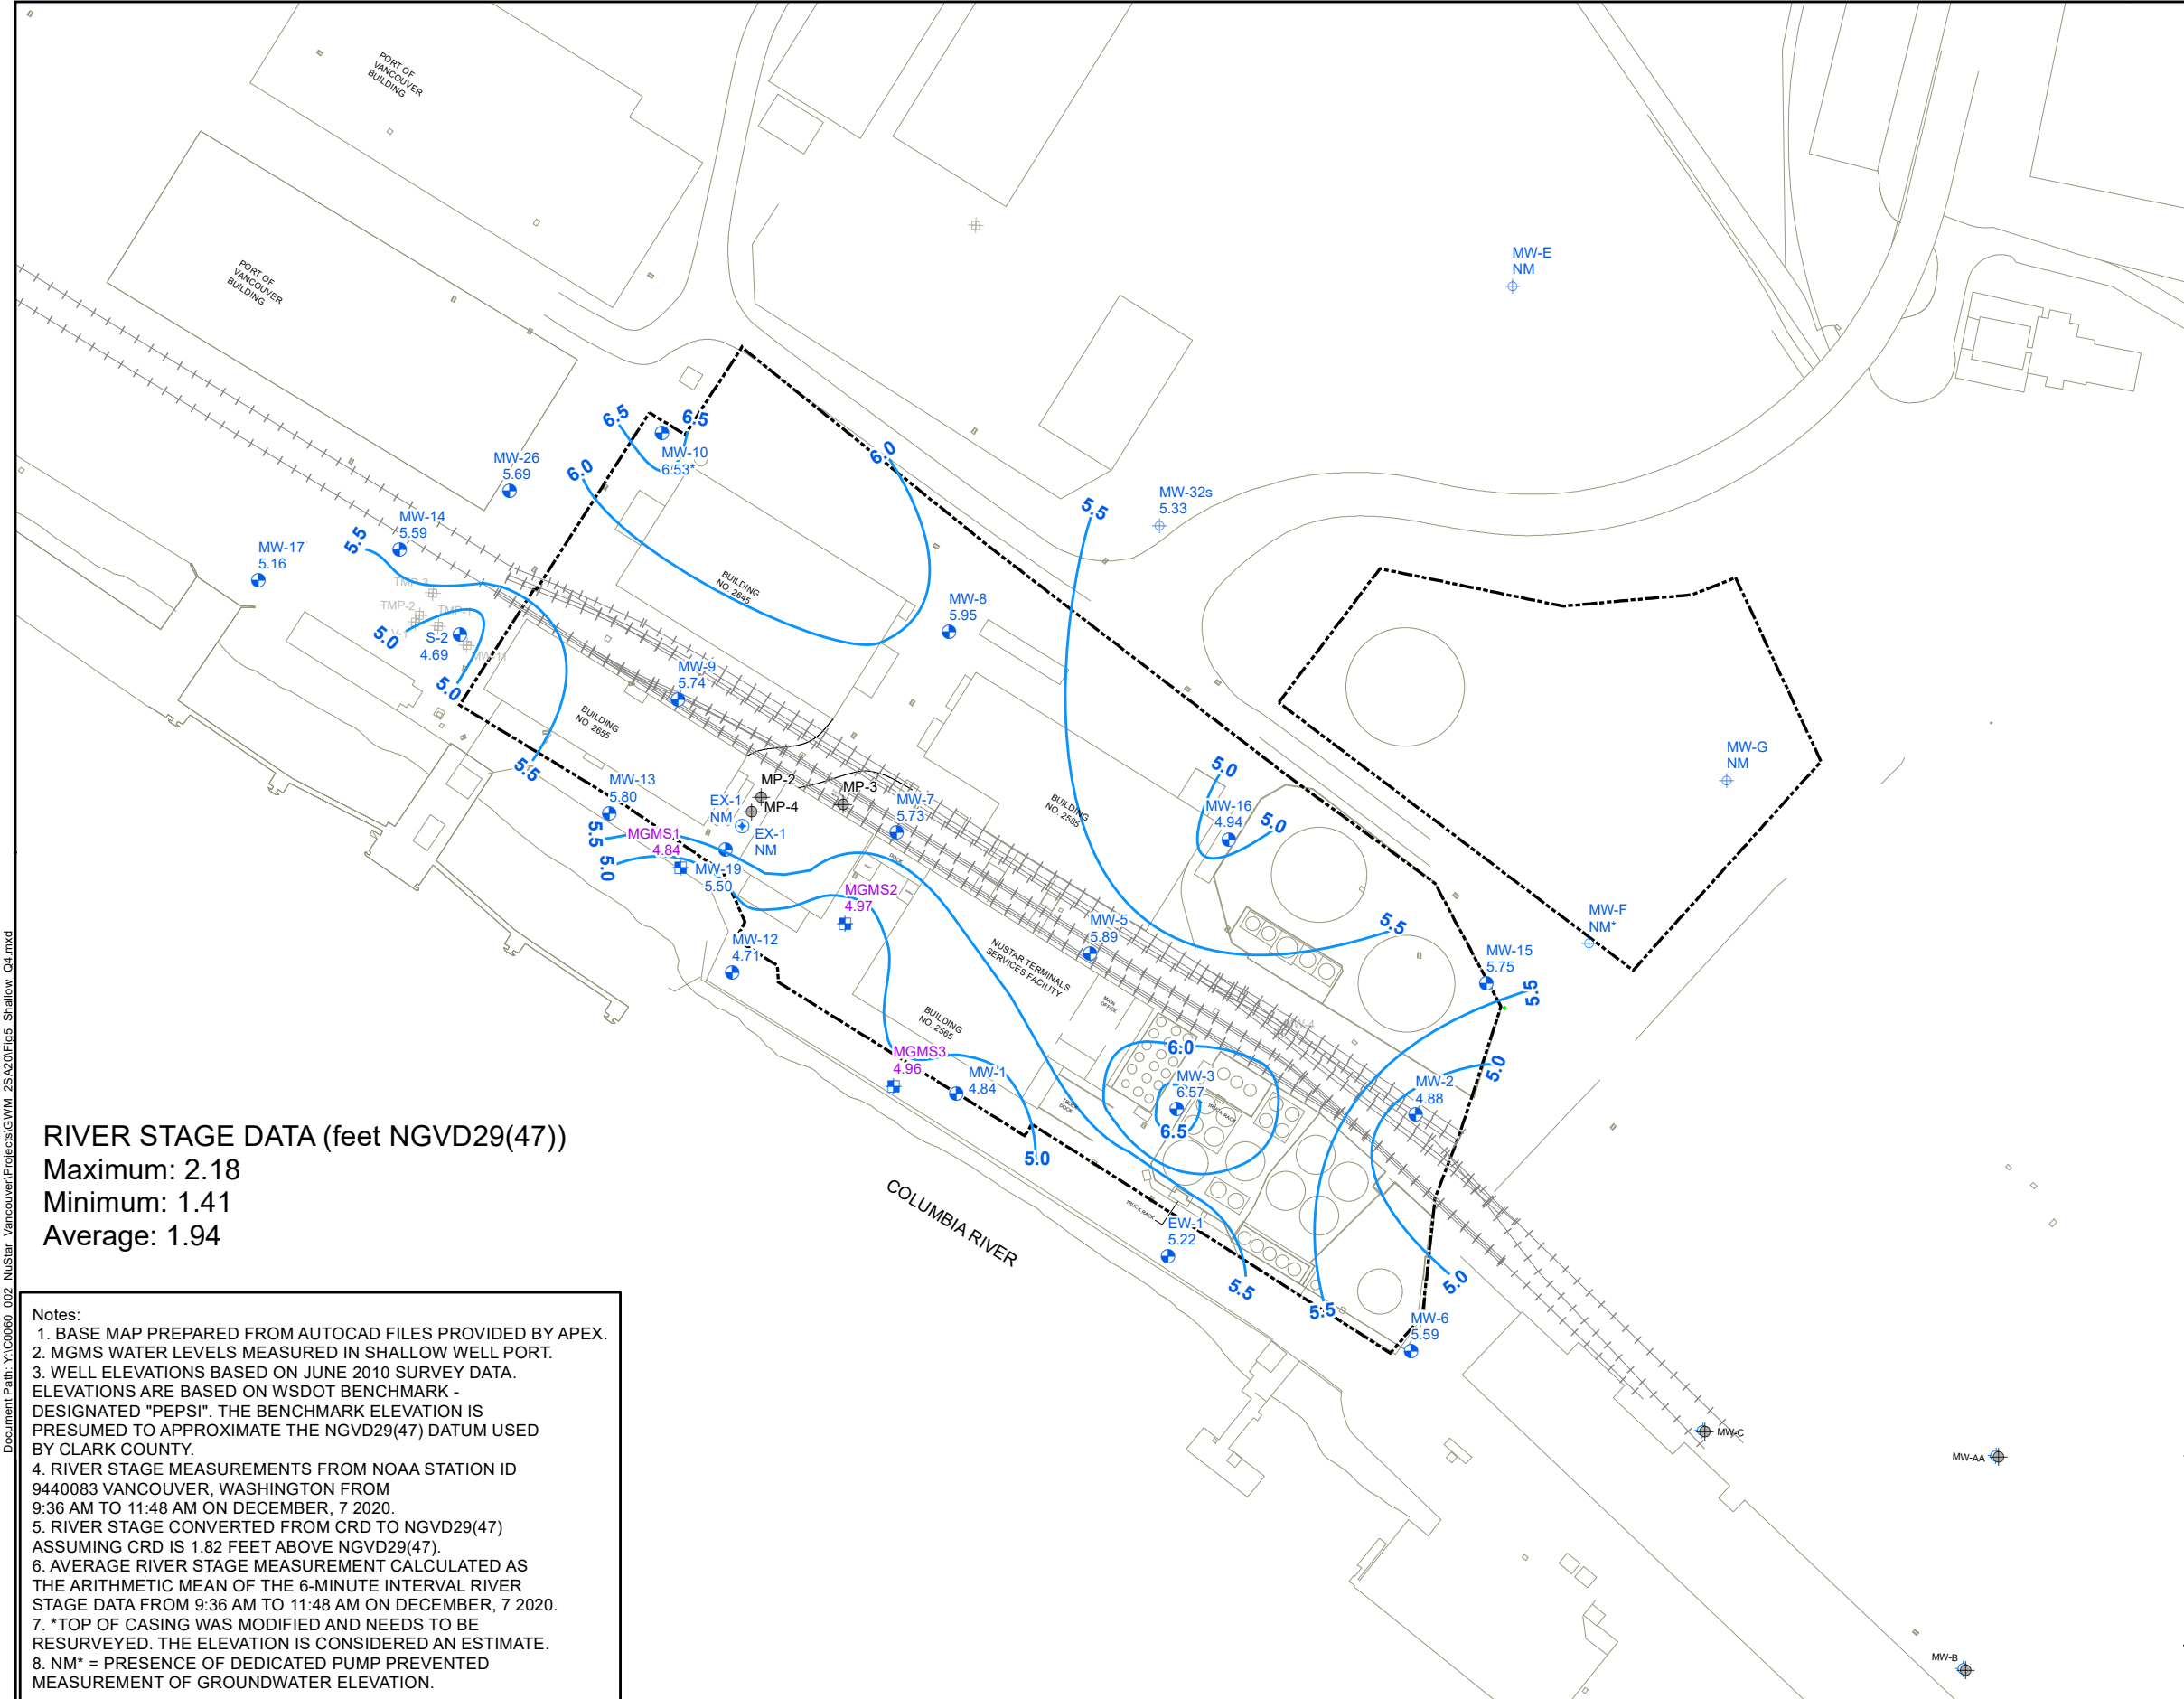 PORT OF
VANCOUVER
BUILDING
PORT OF
VANCOUVER
BUILDING
MW-E
NM
6.5
6.5
MW-10
6.53*
6.0
6.0
MW-26
5.69
MW-14
5.59
5.5
MW-17
5.16
MW-32s
5.33
5.5
TMP-3
TMP-2
5.0
S-2
4.69
5.0
BUILDING
NO. 2645
MW-8
5.95
MW-9
5.74
BUILDING
NO. 2655
5.5
MW-13
5.80
MP-2
MP-4
MP-3
EX-1
NM
EX-1
NM
MW-7
5.73
5.5
5.0
MGMS1
4.84
MW-19
5.50
DOCK
MGMS2
4.97
MW-12
4.71
BUILDING
NO. 2585
5.0
MW-16
4.94
5.0
MW-G
NM
MW-F
NM*
MW-5
5.89
5.5
MW-15
5.75
5.5
NUSTAR TERMINALS
SERVICES FACILITY
MAIN
OFFICE
BUILDING
NO. 2565
MGMS3
4.96
MW-1
4.84
TRUCK
DOCK
6.0
MW-3
6.57
TRUCK RACK
6.5
MW-2
4.88
5.0
5.0
COLUMBIA RIVER
TRUCK RACK
EW-1
5.22
5.5
5.5
5.0
MW-6
5.59
MW-C
MW-AA
MW-B
RIVER STAGE DATA (feet NGVD29(47))
Maximum: 2.18
Minimum: 1.41
Average: 1.94
Notes:
1. BASE MAP PREPARED FROM AUTOCAD FILES PROVIDED BY APEX.
2. MGMS WATER LEVELS MEASURED IN SHALLOW WELL PORT.
3. WELL ELEVATIONS BASED ON JUNE 2010 SURVEY DATA.
ELEVATIONS ARE BASED ON WSDOT BENCHMARK -
DESIGNATED "PEPSI". THE BENCHMARK ELEVATION IS
PRESUMED TO APPROXIMATE THE NGVD29(47) DATUM USED
BY CLARK COUNTY.
4. RIVER STAGE MEASUREMENTS FROM NOAA STATION ID
9440083 VANCOUVER, WASHINGTON FROM
9:36 AM TO 11:48 AM ON DECEMBER, 7 2020.
5. RIVER STAGE CONVERTED FROM CRD TO NGVD29(47)
ASSUMING CRD IS 1.82 FEET ABOVE NGVD29(47).
6. AVERAGE RIVER STAGE MEASUREMENT CALCULATED AS
THE ARITHMETIC MEAN OF THE 6-MINUTE INTERVAL RIVER
STAGE DATA FROM 9:36 AM TO 11:48 AM ON DECEMBER, 7 2020.
7. *TOP OF CASING WAS MODIFIED AND NEEDS TO BE
RESURVEYED. THE ELEVATION IS CONSIDERED AN ESTIMATE.
8. NM* = PRESENCE OF DEDICATED PUMP PREVENTED
MEASUREMENT OF GROUNDWATER ELEVATION.
Document Path: Y:\C0060_002_NuStar_Vancouver\Projects\GWM_2SA20\Fig5_Shallow_Q4.mxd